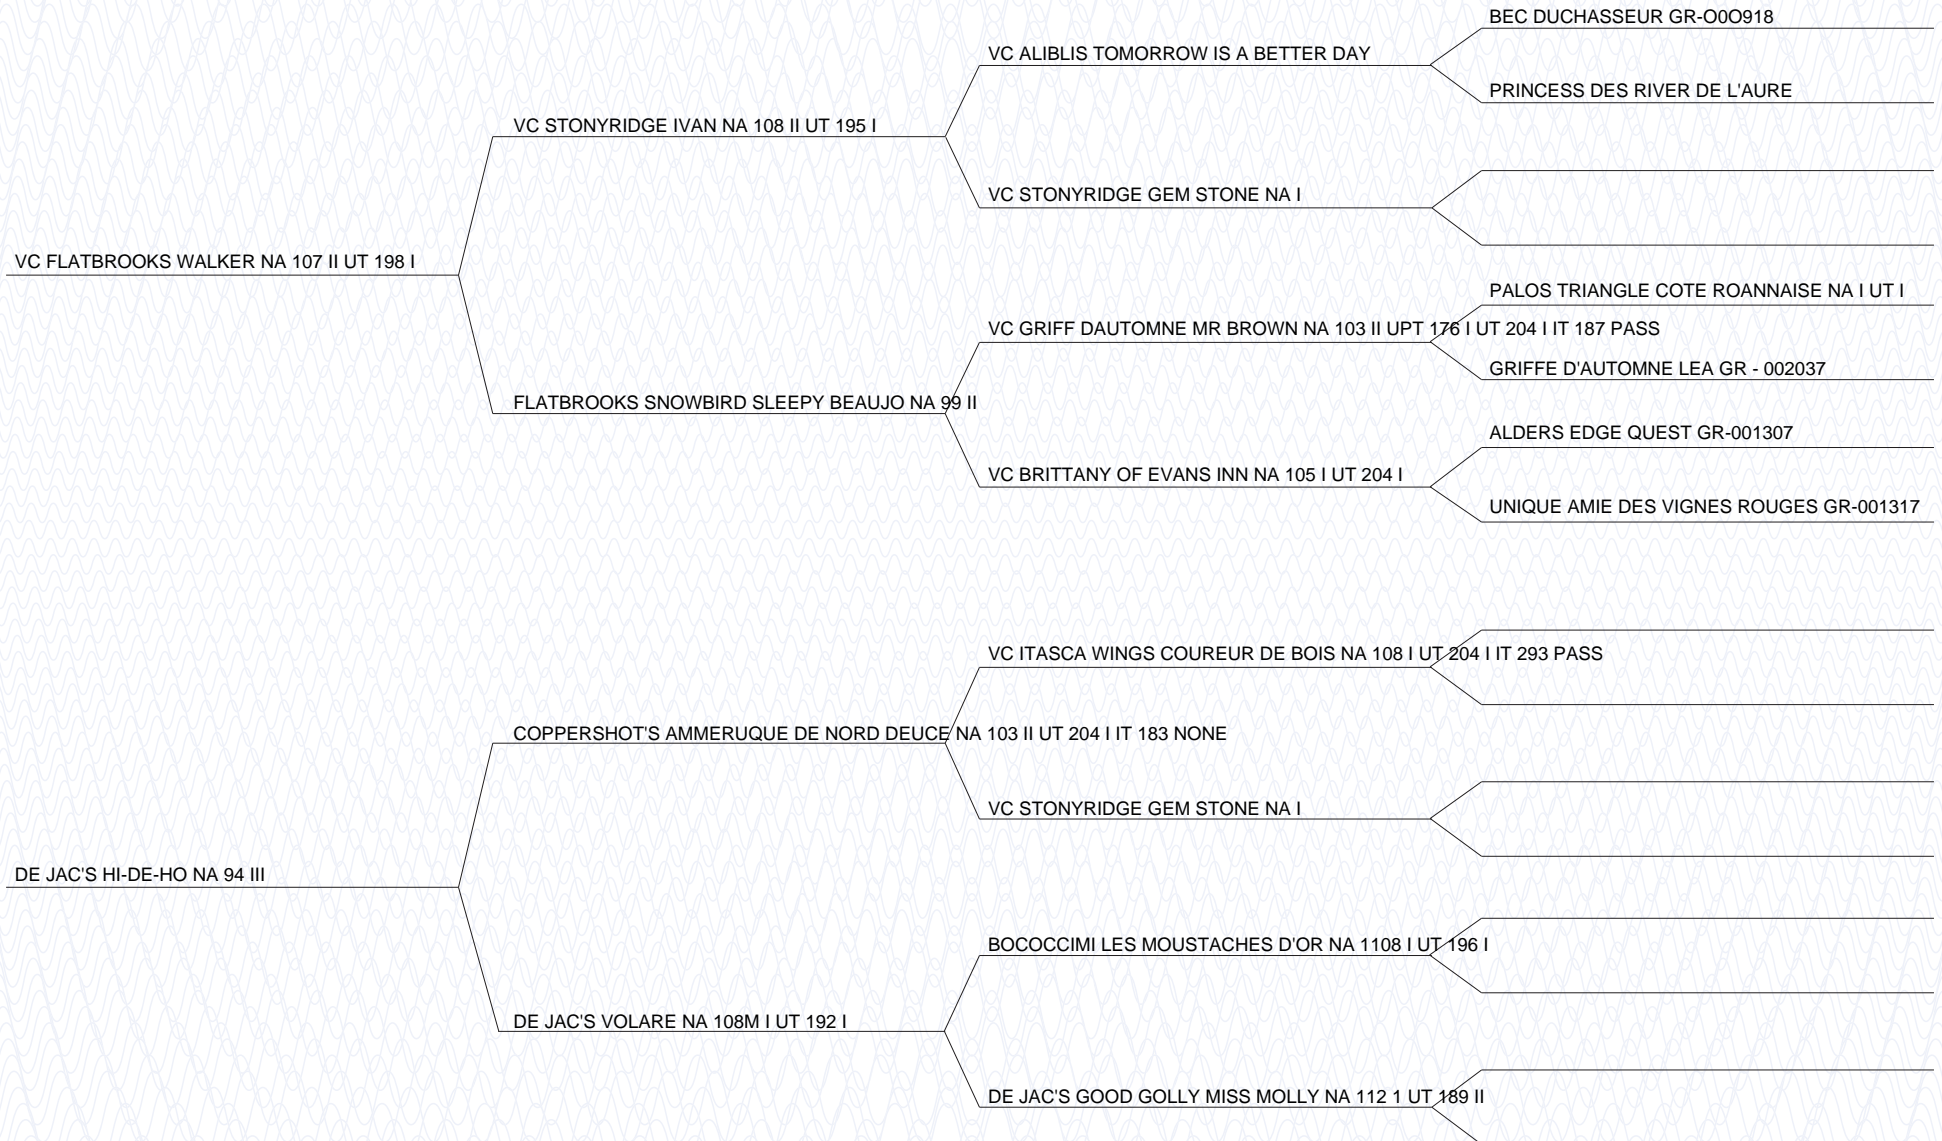 BEC DUCHASSEUR GR-O0O918
VC ALIBLIS TOMORROW IS A BETTER DAY
PRINCESS DES RIVER DE L'AURE
VC STONYRIDGE IVAN NA 108 II UT 195 I
VC STONYRIDGE GEM STONE NA I
VC FLATBROOKS WALKER NA 107 II UT 198 I
PALOS TRIANGLE COTE ROANNAISE NA I UT I
VC GRIFF DAUTOMNE MR BROWN NA 103 II UPT 176 I UT 204 I IT 187 PASS
GRIFFE D'AUTOMNE LEA GR - 002037
FLATBROOKS SNOWBIRD SLEEPY BEAUJO NA 99 II
ALDERS EDGE QUEST GR-001307
VC BRITTANY OF EVANS INN NA 105 I UT 204 I
UNIQUE AMIE DES VIGNES ROUGES GR-001317
VC ITASCA WINGS COUREUR DE BOIS NA 108 I UT 204 I IT 293 PASS
COPPERSHOT'S AMMERUQUE DE NORD DEUCE NA 103 II UT 204 I IT 183 NONE
VC STONYRIDGE GEM STONE NA I
DE JAC'S HI-DE-HO NA 94 III
BOCOCCIMI LES MOUSTACHES D'OR NA 1108 I UT 196 I
DE JAC'S VOLARE NA 108M I UT 192 I
DE JAC'S GOOD GOLLY MISS MOLLY NA 112 1 UT 189 II